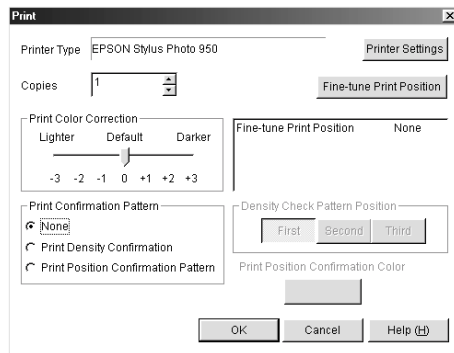 Print
Printer Type EPSON Stylus Photo 950 Printer Settings
Copies 1 Fine-tune Print Position
Print Color Correction
Lighter Default Darker
-3 -2 -1 0 +1 +2 +3
Fine-tune Print Position None
Print Confirmation Pattern
None
Print Density Confirmation
Print Position Confirmation Pattern
Density Check Pattern Position
First Second Third
Print Position Confirmation Color
OK Cancel Help (H)